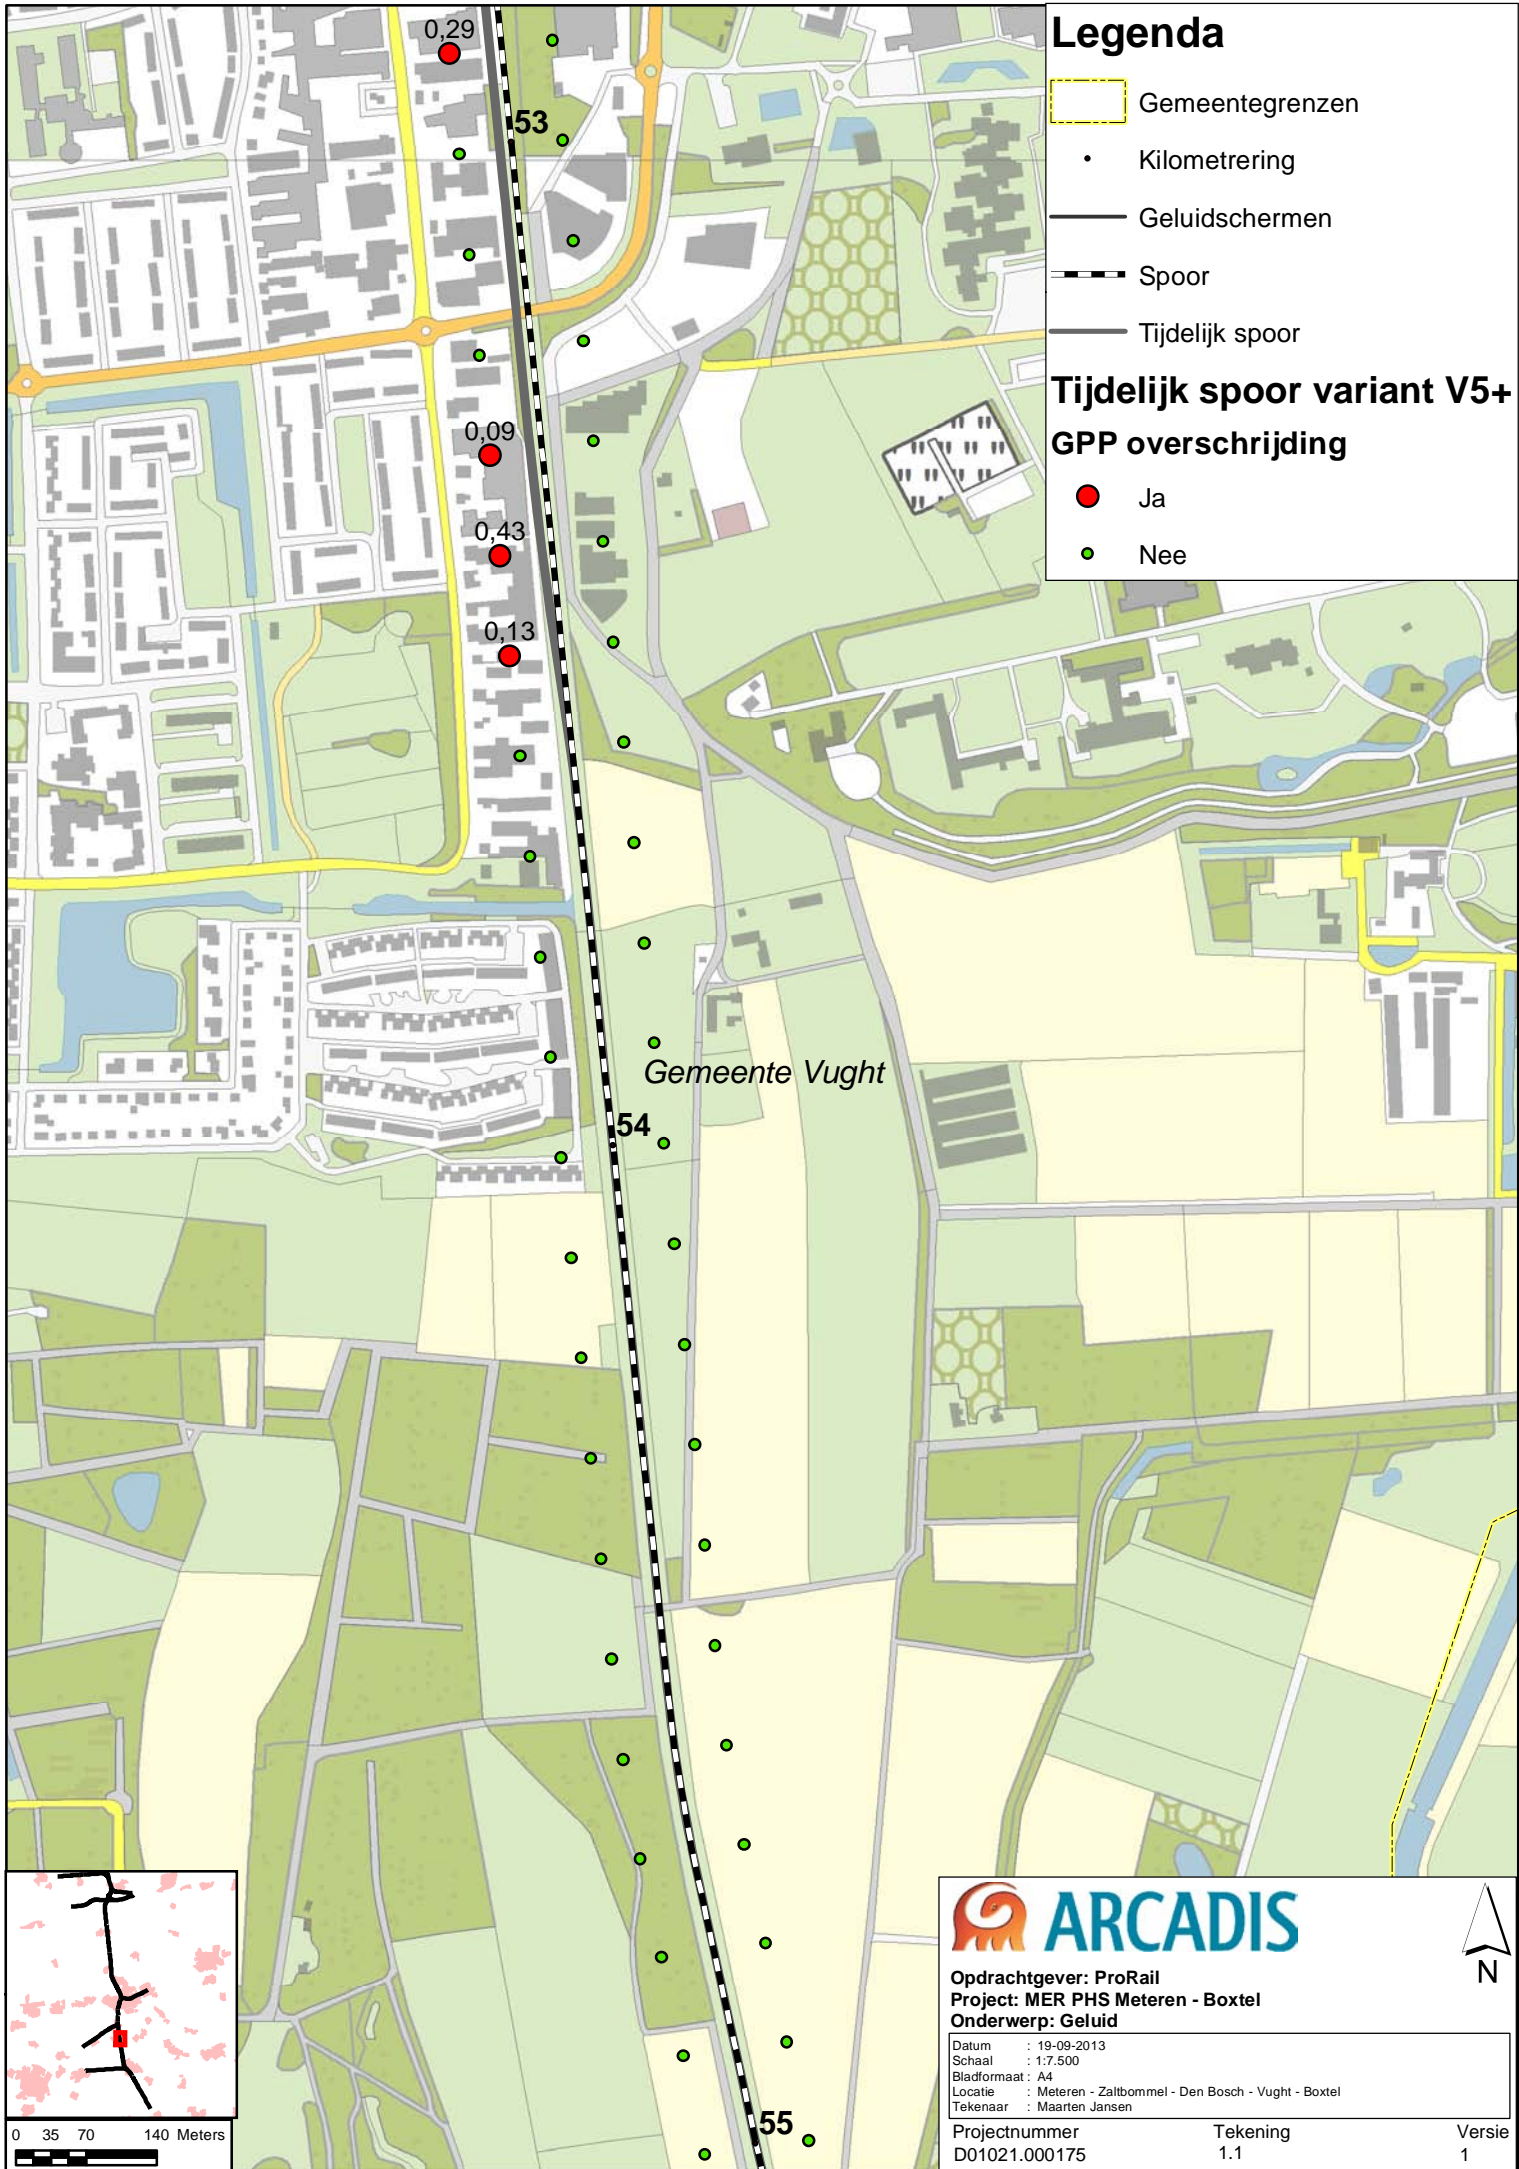 Legenda
Gemeentegrenzen
Kilometrering
Geluidschermen
Spoor
Tijdelijk spoor
Tijdelijk spoor variant V5+
GPP overschrijding
Ja
Nee
0,29
53
0,09
0,43
0,13
Gemeente Vught
54
55
0 35 70 140 Meters
ARCADIS
N
Opdrachtgever: ProRail
Project: MER PHS Meteren - Boxtel
Onderwerp: Geluid
Datum : 19-09-2013
Schaal : 1:7.500
Bladformaat : A4
Locatie : Meteren - Zaltbommel - Den Bosch - Vught - Boxtel
Tekenaar : Maarten Jansen
Projectnummer Tekening Versie
D01021.000175 1.1 1